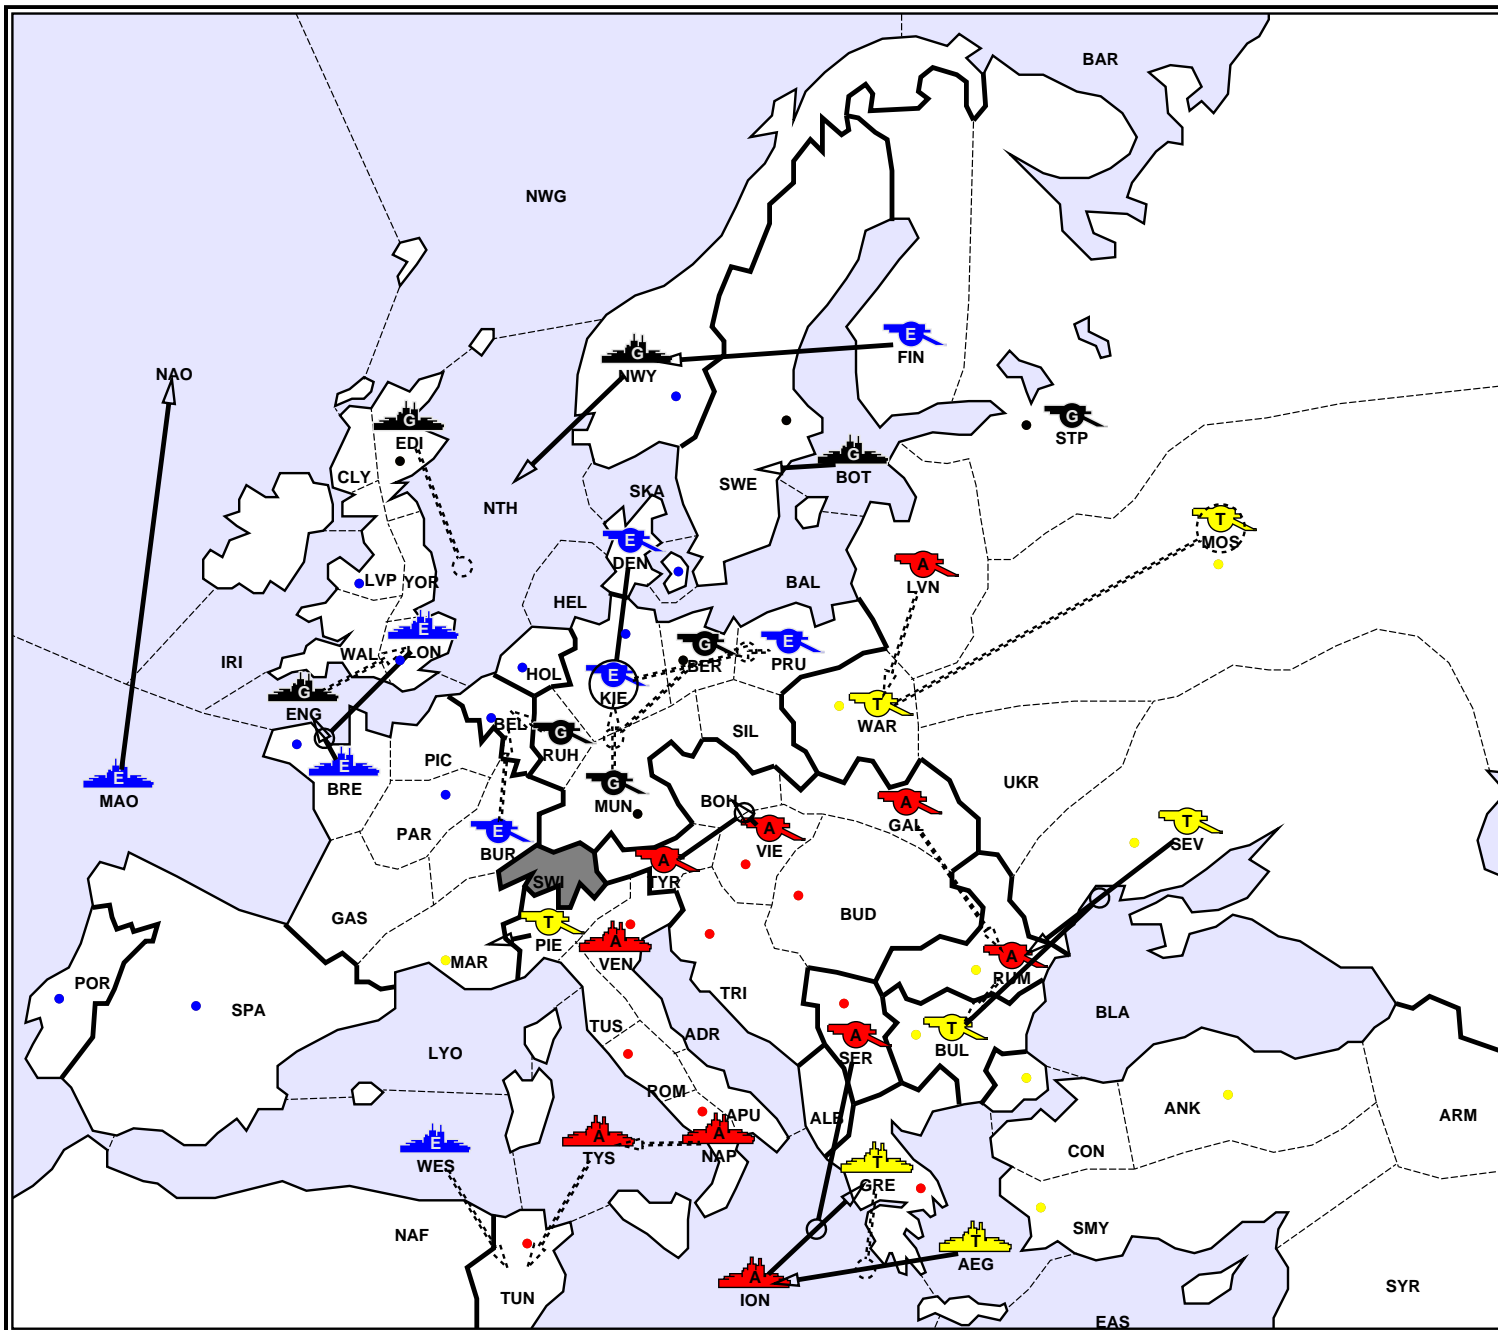 BAR
NWG
E
FIN
G
NWY
NAO
G
EDI
G
STP
CLY
G
BOT
SWE
SKA
NTH
T
MOS
E
DEN
A
LVN
LVP
YOR
BAL
HEL
E
LON
WAL
IRI
G
BER
E
PRU
HOL
E
KIE
G
ENG
T
WAR
BEL
G
RUH
SIL
PIC
E
BRE
E
MAO
G
MUN
BOH
A
GAL
UKR
PAR
E
BUR
A
VIE
T
SEV
A
TYR
SWI
GAS
BUD
T
PIE
A
VEN
MAR
A
RUM
POR
SPA
TRI
BLA
TUS
ADR
T
BUL
LYO
A
SER
ROM
APU
ALB
ANK
ARM
E
WES
A
TYS
A
NAP
CON
T
GRE
NAF
SMY
T
AEG
TUN
A
ION
SYR
EAS